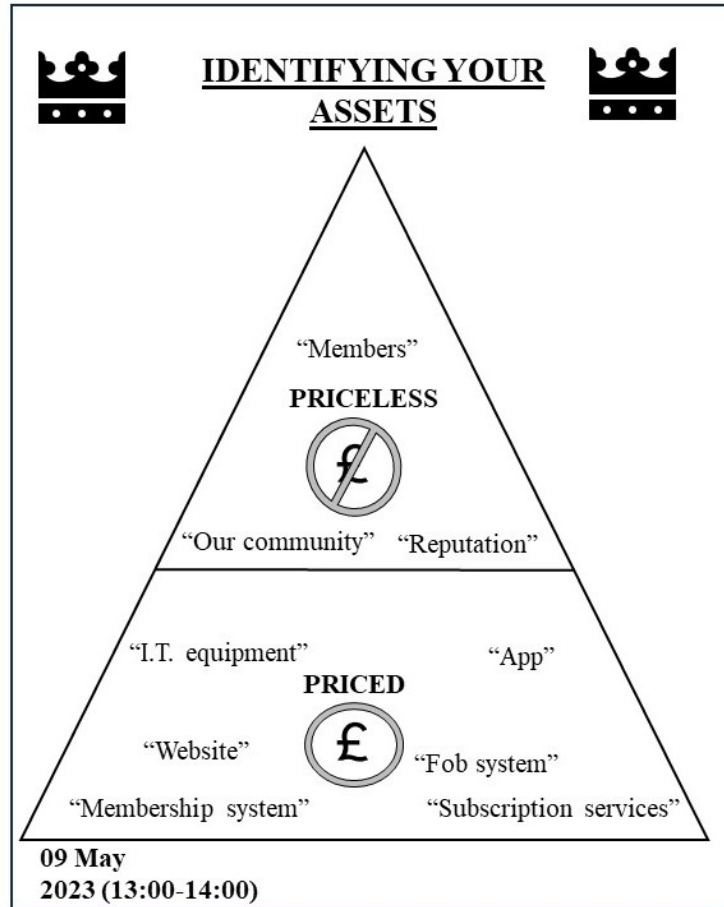 IDENTIFYING YOUR
ASSETS
“Members”
PRICELESS
£
“Our community” “Reputation”
“I.T. equipment” “App”
PRICED
£
“Website” “Fob system”
“Membership system” “Subscription services”
09 May
2023 (13:00-14:00)